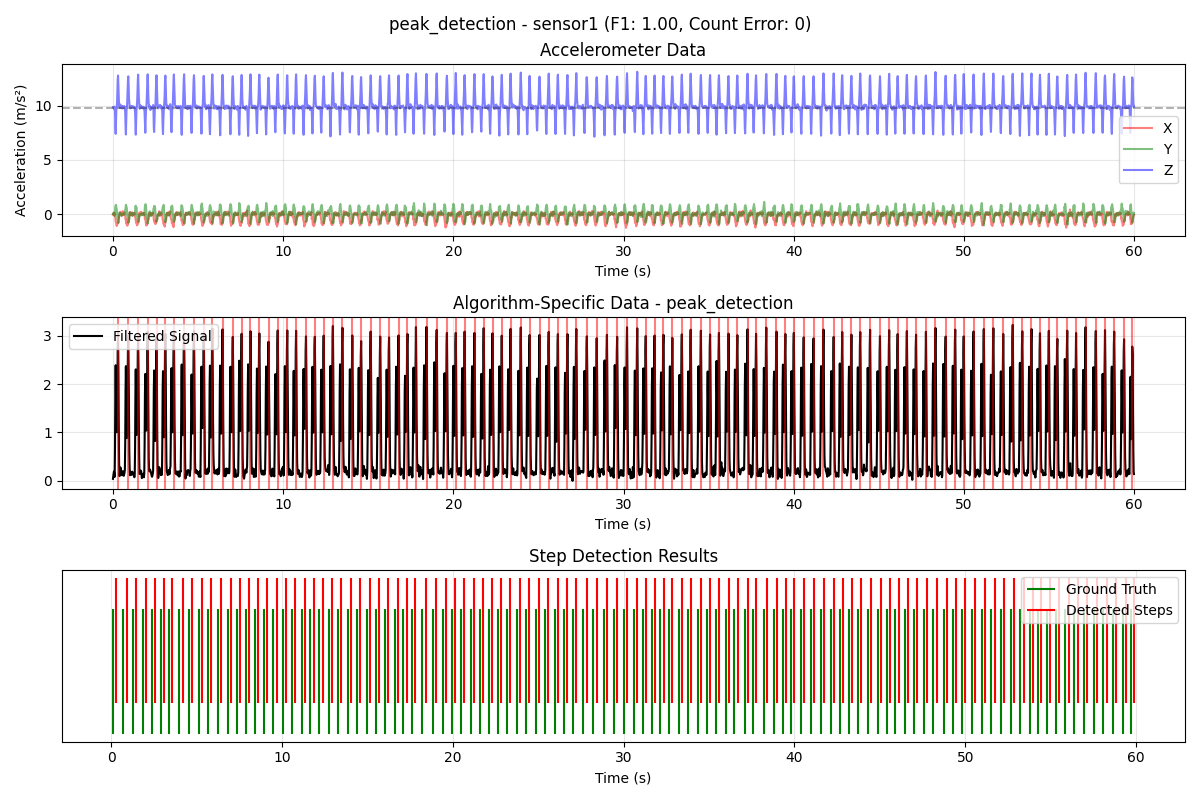 peak_detection - sensor1 (F1: 1.00, Count Error: 0)
Accelerometer Data
Acceleration (m/s²)
10
5
0
X
Y
Z
0 10 20 30 40 50 60
Time (s)
Algorithm-Specific Data - peak_detection
Filtered Signal
3
2
1
0
0 10 20 30 40 50 60
Time (s)
Step Detection Results
Ground Truth
Detected Steps
0 10 20 30 40 50 60
Time (s)